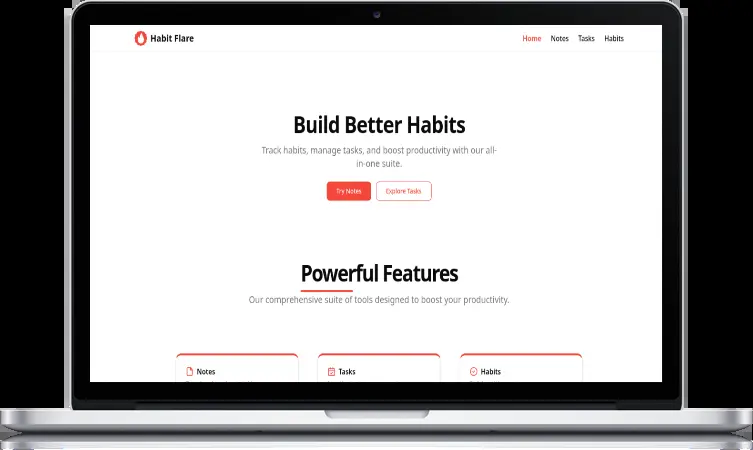 Habit Flare
Home Notes Tasks Habits
Build Better Habits
Track habits, manage tasks, and boost productivity with our all-
in-one suite.
Try Notes Explore Tasks
Powerful Features
Our comprehensive suite of tools designed to boost your productivity.
Notes Tasks Habits